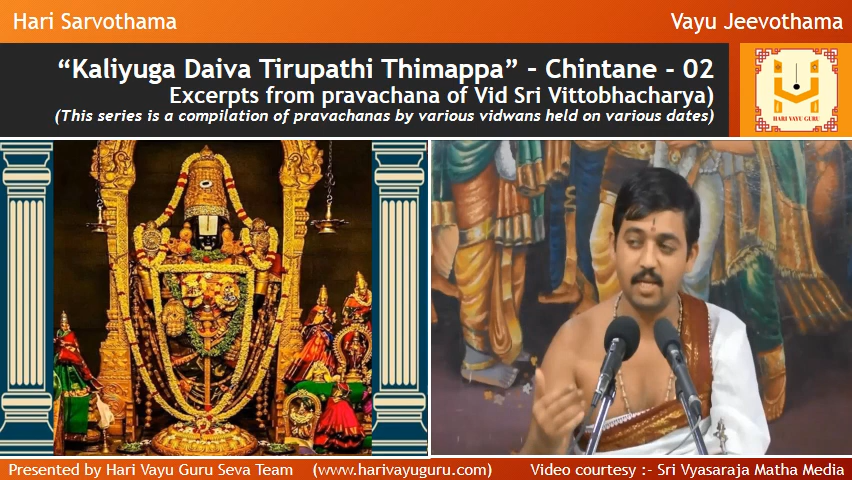 Hari Sarvothama
Vayu Jeevothama
“Kaliyuga Daiva Tirupathi Thimappa” – Chintane - 02
Excerpts from pravachana of Vid Sri Vittobhacharya)
(This series is a compilation of pravachanas by various vidwans held on various dates)
HARI VAYU GURU
Presented by Hari Vayu Guru Seva Team (www.harivayuguru.com)
Video courtesy :- Sri Vyasaraja Matha Media